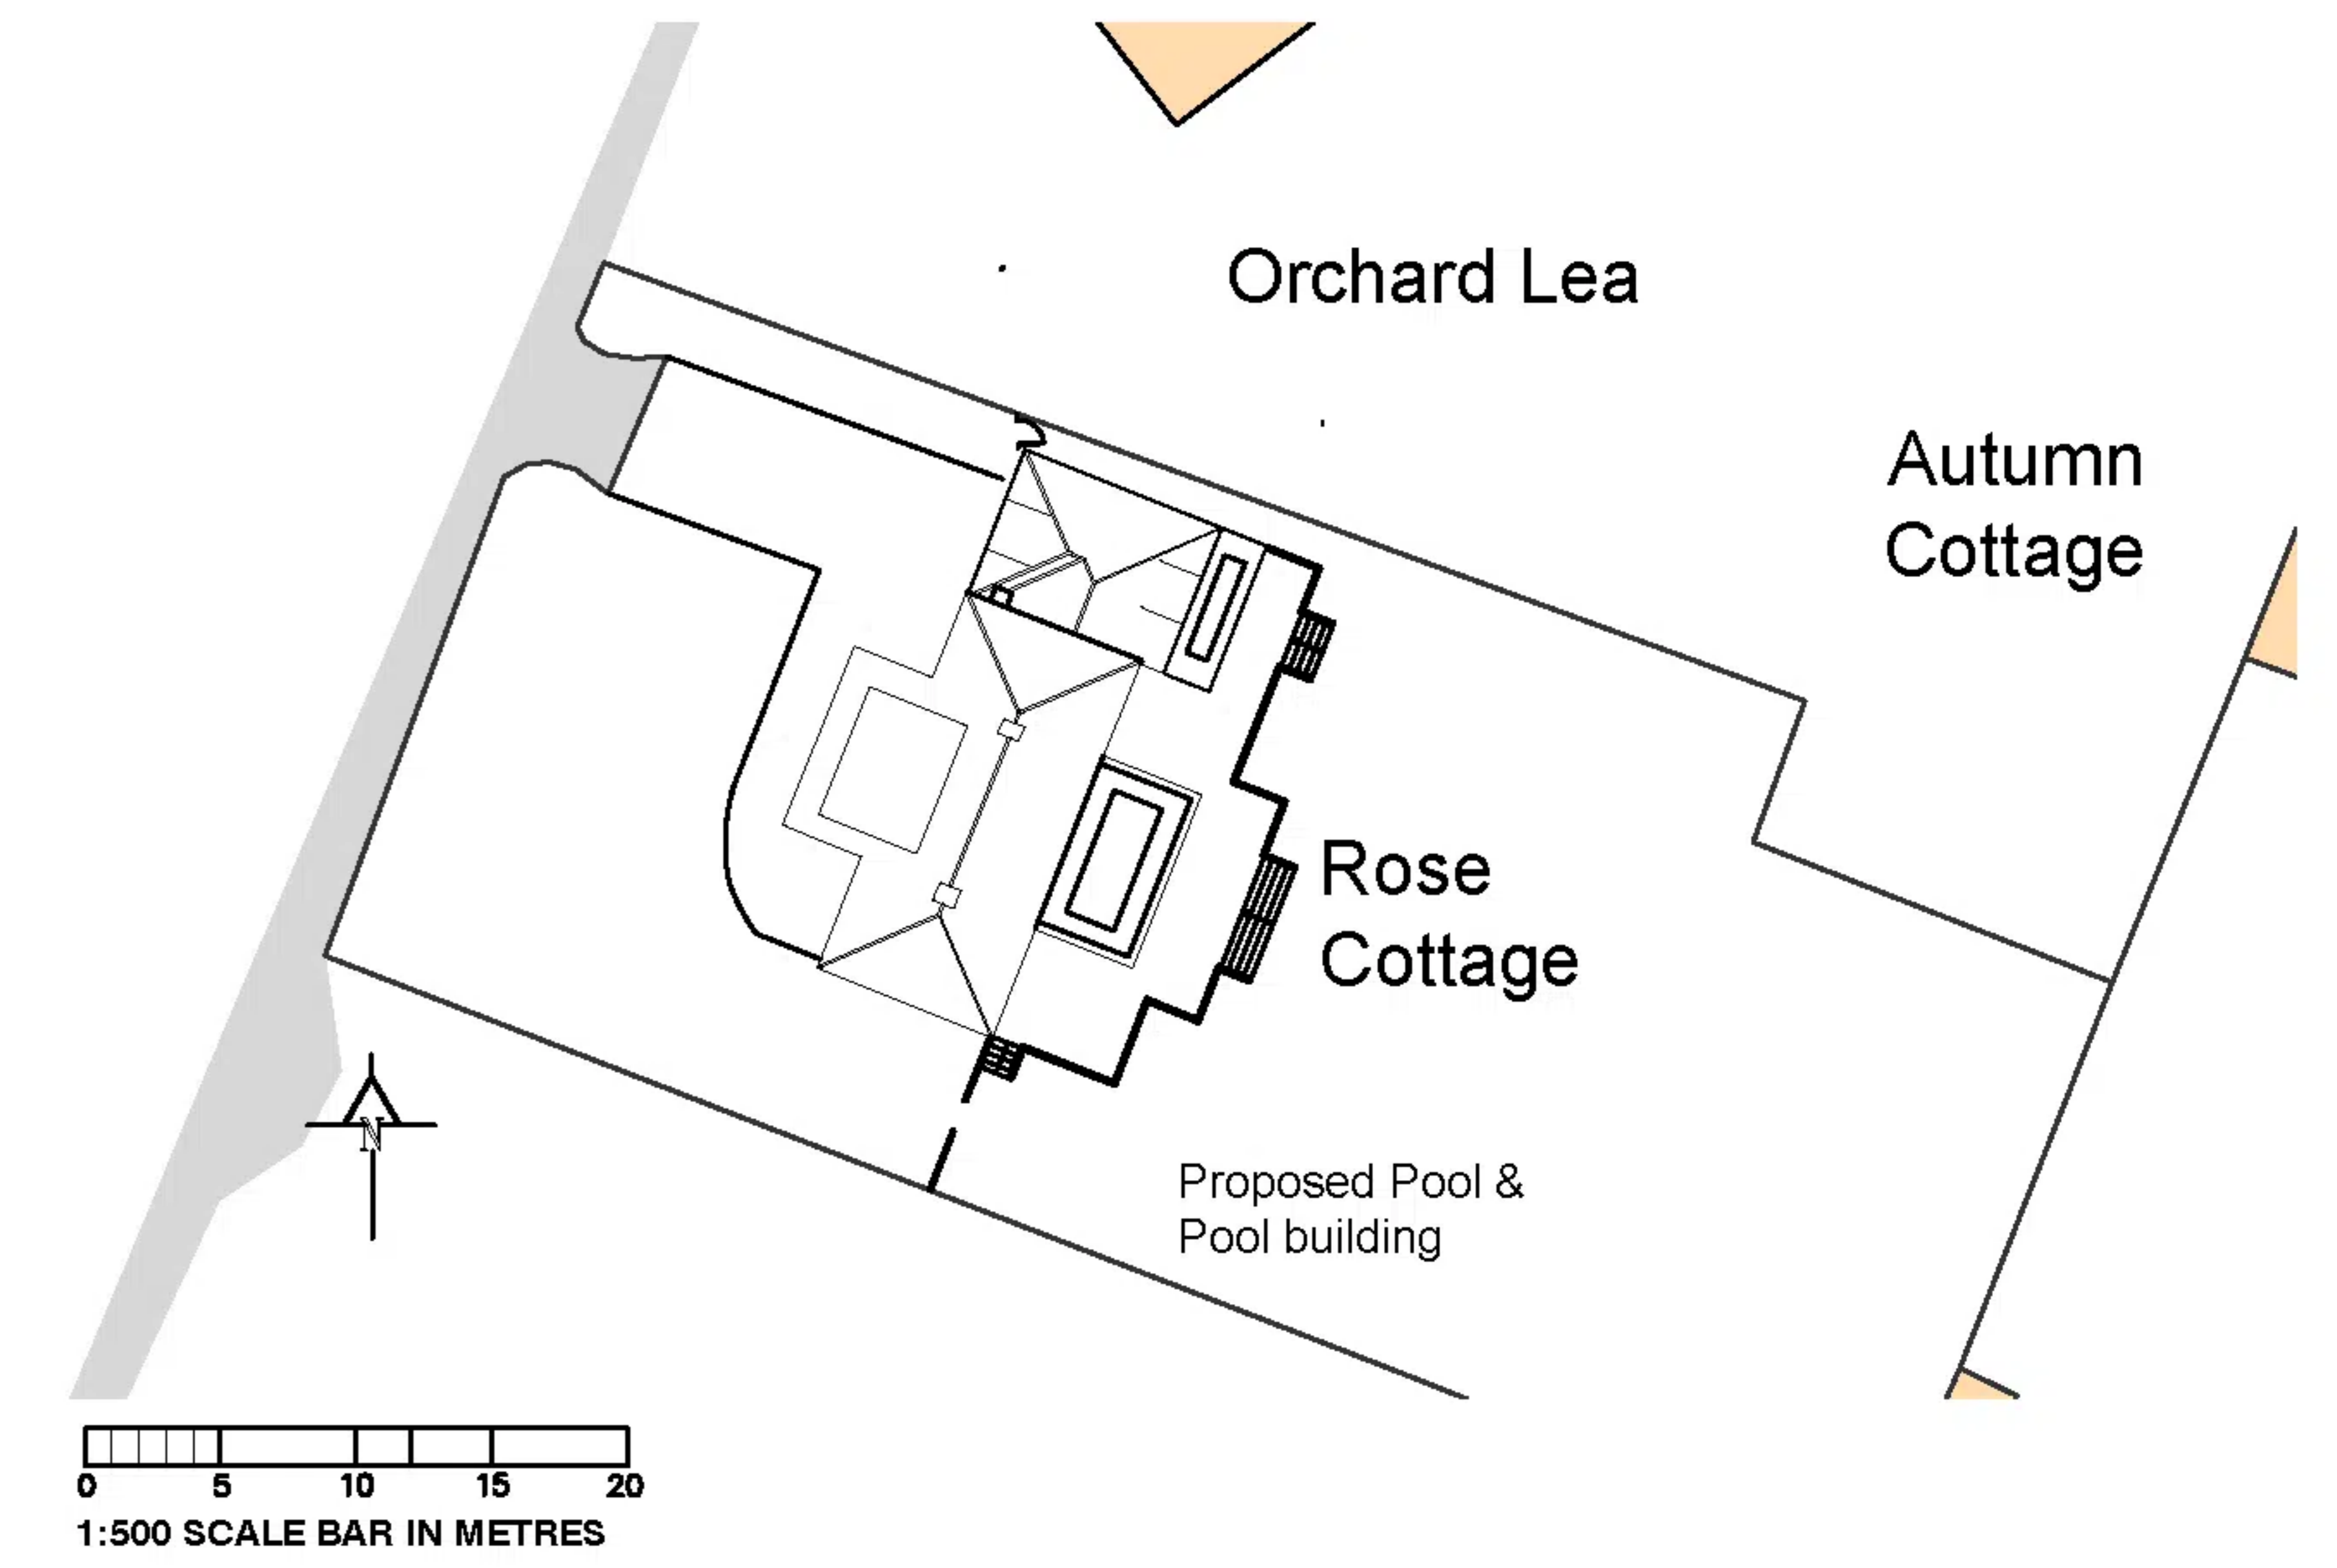 Orchard Lea
Autumn
Cottage
Rose
Cottage
N
Proposed Pool &
Pool building
0 5 10 15 20
1:500 SCALE BAR IN METRES